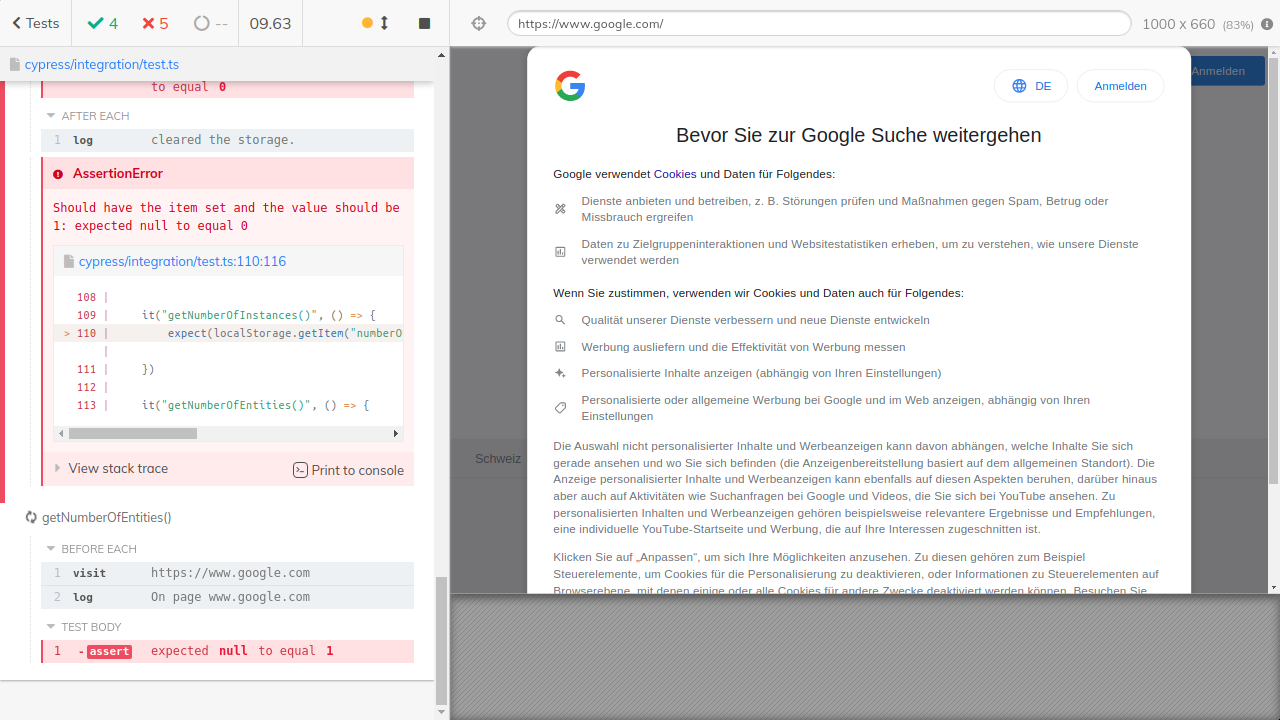 Tests
4
5
--
09.63
https://www.google.com/
1000 x 660 (83%)
cypress/integration/test.ts
to equal 0
AFTER EACH
1 log cleared the storage.
AssertionError
Should have the item set and the value should be
1: expected null to equal 0
cypress/integration/test.ts:110:116
108 |
109 | it("getNumberOfInstances()", () => {
> 110 | expect(localStorage.getItem("numberO
|
111 | })
112 |
113 | it("getNumberOfEntities()", () => {
View stack trace
Print to console
getNumberOfEntities()
BEFORE EACH
1 visit https://www.google.com
2 log On page www.google.com
TEST BODY
1 -assert expected null to equal 1
Anmelden
DE
Anmelden
Bevor Sie zur Google Suche weitergehen
Google verwendet Cookies und Daten für Folgendes:
Dienste anbieten und betreiben, z. B. Störungen prüfen und Maßnahmen gegen Spam, Betrug oder
Missbrauch ergreifen
Daten zu Zielgruppeninteraktionen und Websitestatistiken erheben, um zu verstehen, wie unsere Dienste
verwendet werden
Wenn Sie zustimmen, verwenden wir Cookies und Daten auch für Folgendes:
Qualität unserer Dienste verbessern und neue Dienste entwickeln
Werbung ausliefern und die Effektivität von Werbung messen
Personalisierte Inhalte anzeigen (abhängig von Ihren Einstellungen)
Personalisierte oder allgemeine Werbung bei Google und im Web anzeigen, abhängig von Ihren
Einstellungen
Schweiz
Die Auswahl nicht personalisierter Inhalte und Werbeanzeigen kann davon abhängen, welche Inhalte Sie sich
gerade ansehen und wo Sie sich befinden (die Anzeigenbereitstellung basiert auf dem allgemeinen Standort). Die
Anzeige personalisierter Inhalte und Werbeanzeigen kann ebenfalls auf diesen Aspekten beruhen, darüber hinaus
aber auch auf Aktivitäten wie Suchanfragen bei Google und Videos, die Sie sich bei YouTube ansehen. Zu
personalisierten Inhalten und Werbeanzeigen gehören beispielsweise relevantere Ergebnisse und Empfehlungen,
eine individuelle YouTube-Startseite und Werbung, die auf Ihre Interessen zugeschnitten ist.
Klicken Sie auf „Anpassen“, um sich Ihre Möglichkeiten anzusehen. Zu diesen gehören zum Beispiel
Steuerelemente, um Cookies für die Personalisierung zu deaktivieren, oder Informationen zu Steuerelementen auf
Browserebene, mit denen einige oder alle Cookies für andere Zwecke deaktiviert werden können. Besuchen Sie